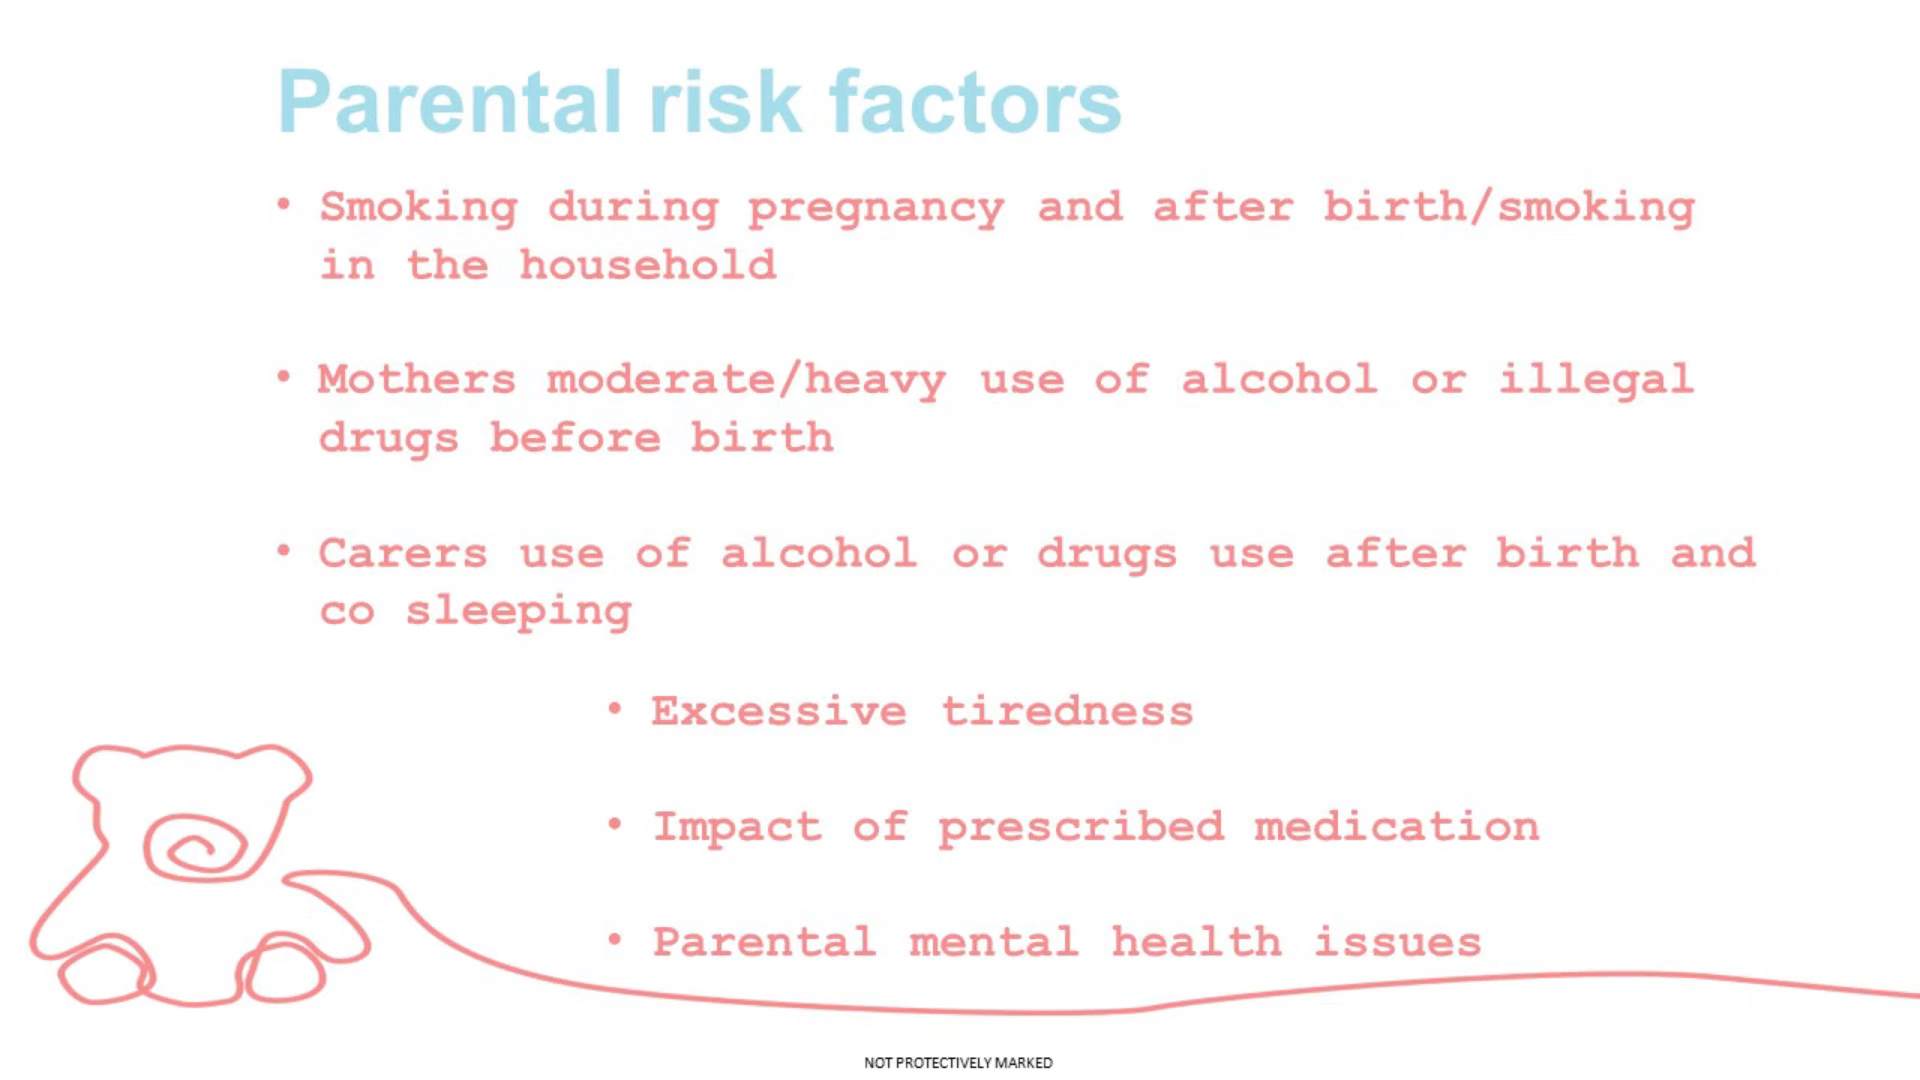 Parental risk factors
• Smoking during pregnancy and after birth/smoking
in the household
• Mothers moderate/heavy use of alcohol or illegal
drugs before birth
• Carers use of alcohol or drugs use after birth and
co sleeping
• Excessive tiredness
• Impact of prescribed medication
• Parental mental health issues
NOT PROTECTIVELY MARKED